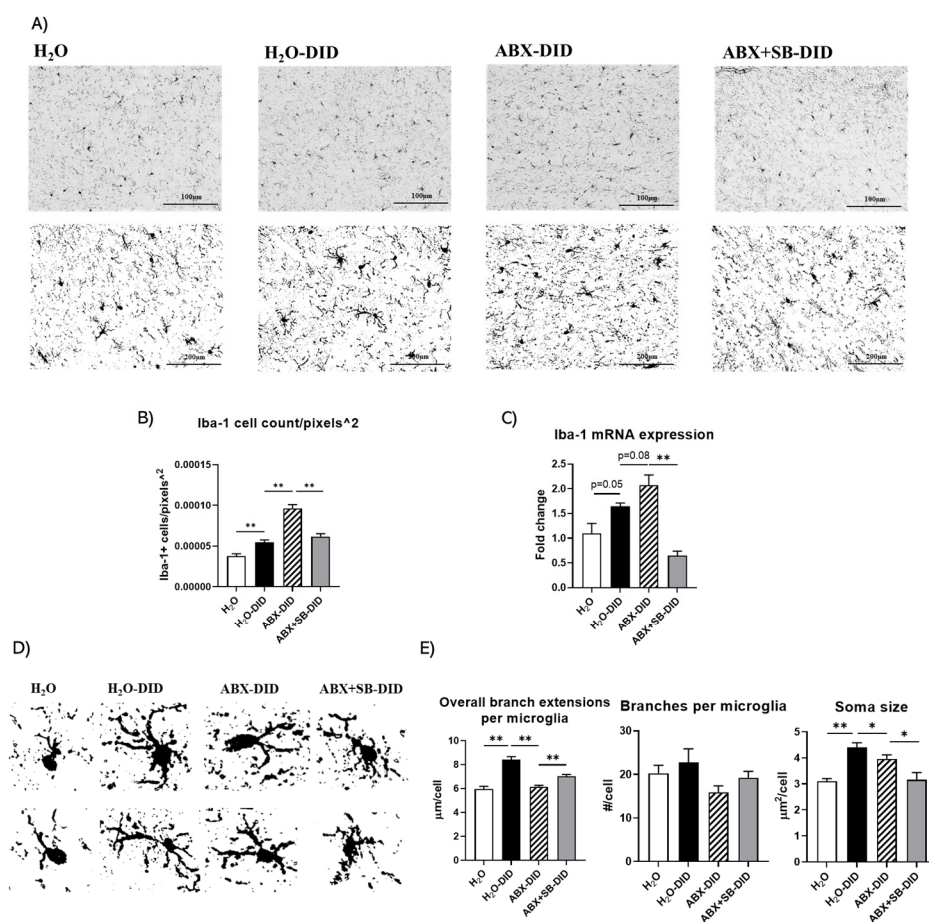 A)
H₂O
H₂O-DID
ABX-DID
ABX+SB-DID
100μm
100μm
100μm
100μm
200μm
200μm
200μm
200μm
B)
Iba-1 cell count/pixels^2
Iba-1+ cells/pixels^2
0.00015
0.00010
0.00005
0.00000
**
**
**
H₂O
H₂O-DID
ABX-DID
ABX+SB-DID
C)
Iba-1 mRNA expression
Fold change
2.5
2.0
1.5
1.0
0.5
0.0
p=0.05
p=0.08
**
H₂O
H₂O-DID
ABX-DID
ABX+SB-DID
D)
H₂O
H₂O-DID
ABX-DID
ABX+SB-DID
E)
Overall branch extensions
per microglia
μm/cell
10
8
6
4
2
0
**
**
**
H₂O
H₂O-DID
ABX-DID
ABX+SB-DID
Branches per microglia
#/cell
30
20
10
0
H₂O
H₂O-DID
ABX-DID
ABX+SB-DID
Soma size
μm²/cell
5
4
3
2
1
0
**
*
*
H₂O
H₂O-DID
ABX-DID
ABX+SB-DID